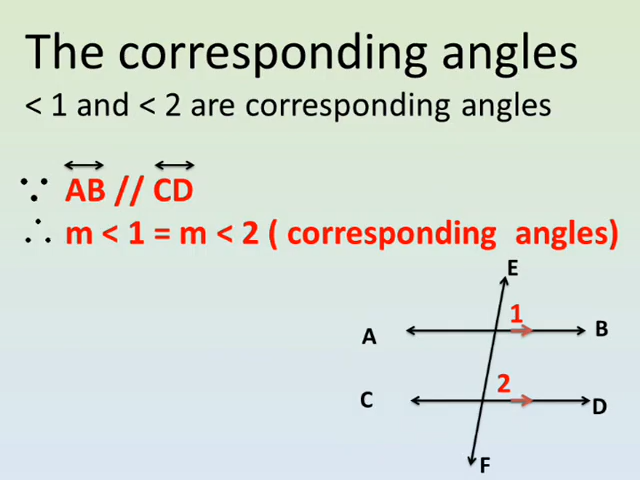 The corresponding angles
< 1 and < 2 are corresponding angles
∵ AB // CD
∴ m < 1 = m < 2 ( corresponding angles)
E
1
A
B
2
C
D
F